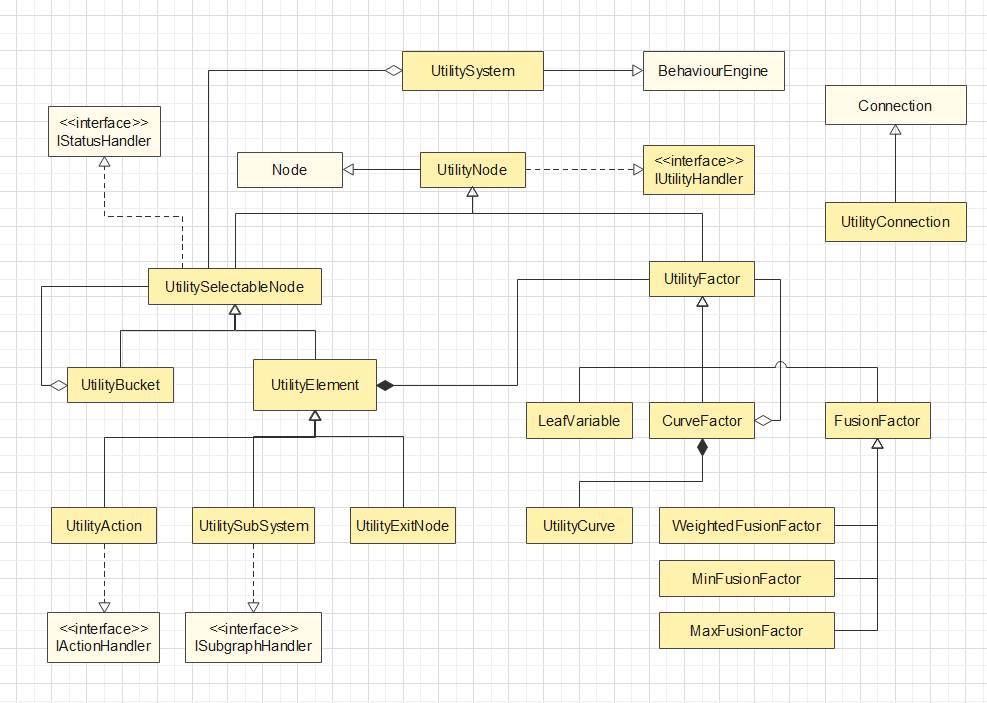 UtilitySystem
BehaviourEngine
Connection
<<interface>>
IStatusHandler
Node
UtilityNode
<<interface>>
IUtilityHandler
UtilityConnection
UtilitySelectableNode
UtilityFactor
UtilityBucket
UtilityElement
LeafVariable
CurveFactor
FusionFactor
UtilityAction
UtilitySubSystem
UtilityExitNode
UtilityCurve
WeightedFusionFactor
MinFusionFactor
MaxFusionFactor
<<interface>>
IActionHandler
<<interface>>
ISubgraphHandler